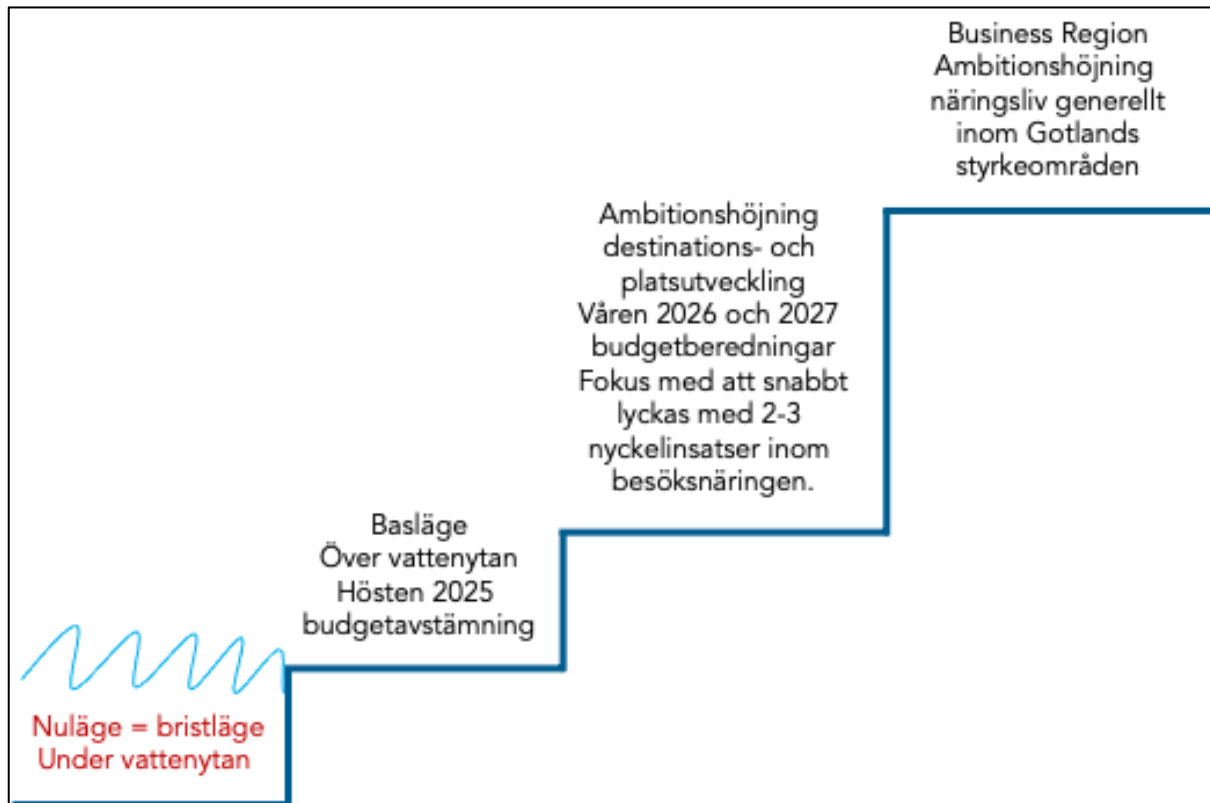 Business Region
Ambitionshöjning
näringsliv generellt
inom Gotlands
styrkeområden
Ambitionshöjning
destinations- och
platsutveckling
Våren 2026 och 2027
budgetberedningar
Fokus med att snabbt
lyckas med 2-3
nyckelinsatser inom
besöksnäringen.
Basläge
Över vattenytan
Hösten 2025
budgetavstämning
Nuläge = bristläge
Under vattenytan